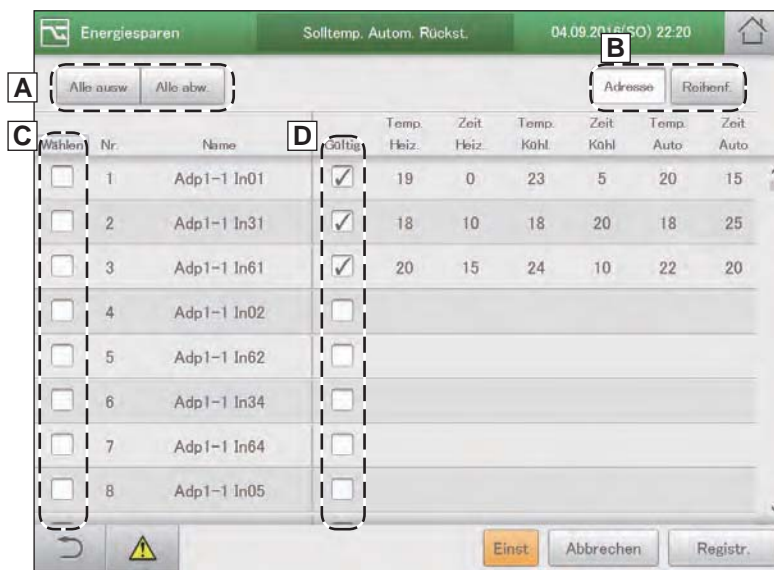 Energiesparen Solltemp. Autom. Rückst. 04.09.2016(SO) 22:20
B
A Alle ausw. Alle abw. Adresse Reihenf.
C D
Temp. Zeit Temp. Zeit Temp. Zeit
Wählen Nr. Name Gültig Heiz. Heiz. Kühl. Kühl. Auto Auto
1 Adp1-1 In01 19 0 23 5 20 15
2 Adp1-1 In31 18 10 18 20 18 25
3 Adp1-1 In61 20 15 24 10 22 20
4 Adp1-1 In02
5 Adp1-1 In62
6 Adp1-1 In34
7 Adp1-1 In64
8 Adp1-1 In05
Einst Abbrechen Registr.